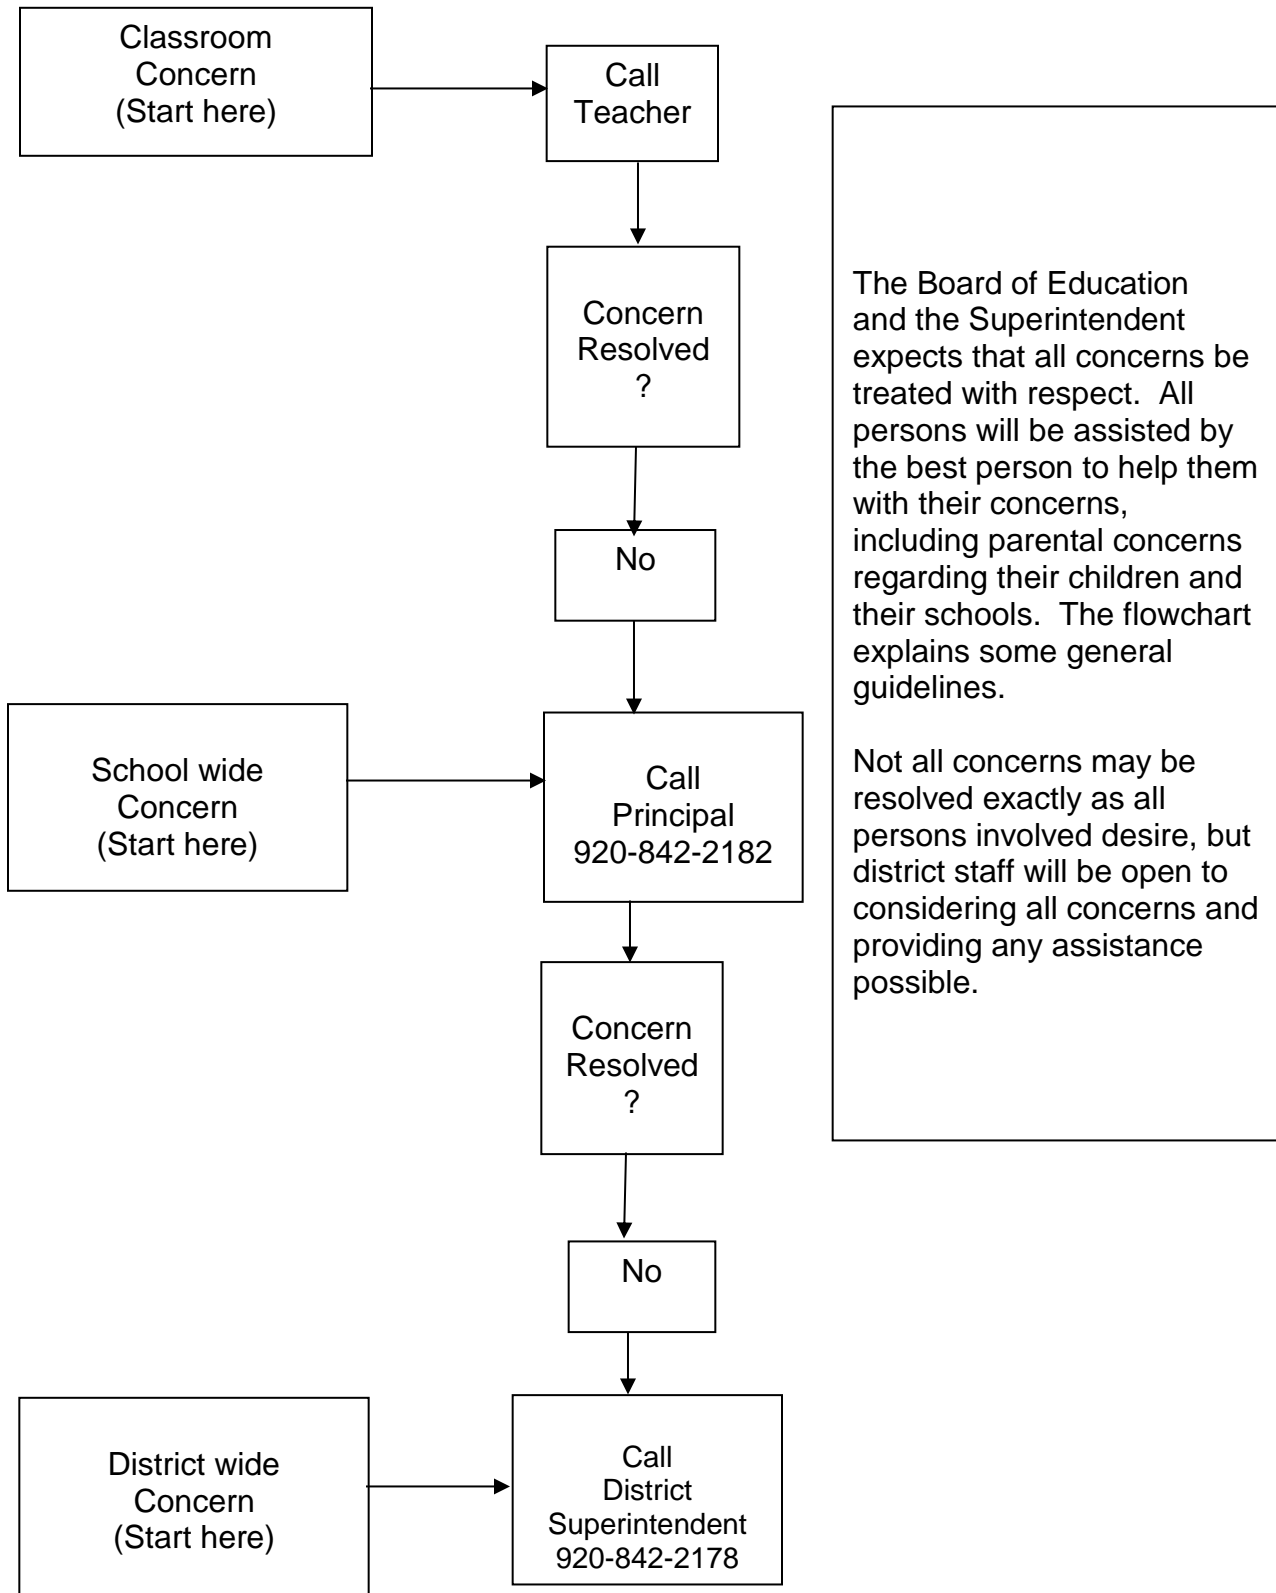 Classroom
Concern
(Start here)
Call
Teacher
Concern
Resolved
?
No
School wide
Concern
(Start here)
Call
Principal
920-842-2182
Concern
Resolved
?
No
District wide
Concern
(Start here)
Call
District
Superintendent
920-842-2178
The Board of Education
and the Superintendent
expects that all concerns be
treated with respect.  All
persons will be assisted by
the best person to help them
with their concerns,
including parental concerns
regarding their children and
their schools.  The flowchart
explains some general
guidelines.
Not all concerns may be
resolved exactly as all
persons involved desire, but
district staff will be open to
considering all concerns and
providing any assistance
possible.